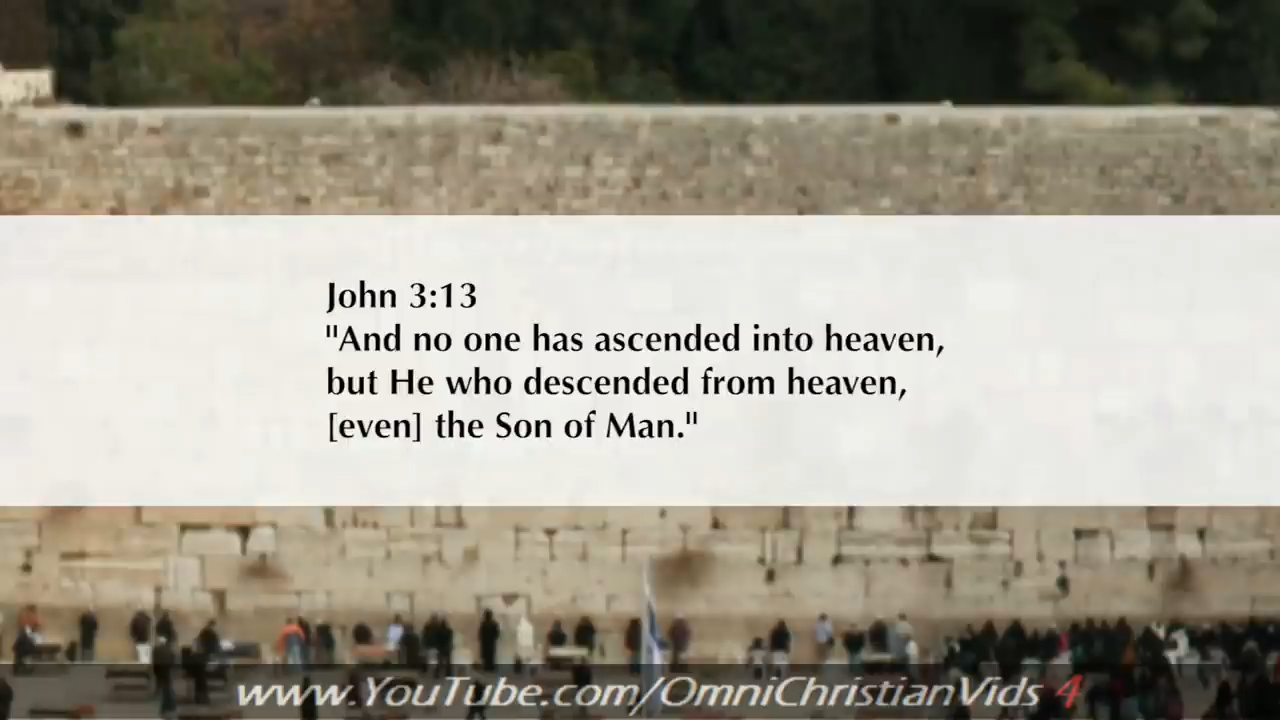 John 3:13
"And no one has ascended into heaven,
but He who descended from heaven,
[even] the Son of Man."
www.YouTube.com/OmniChristianVids 4